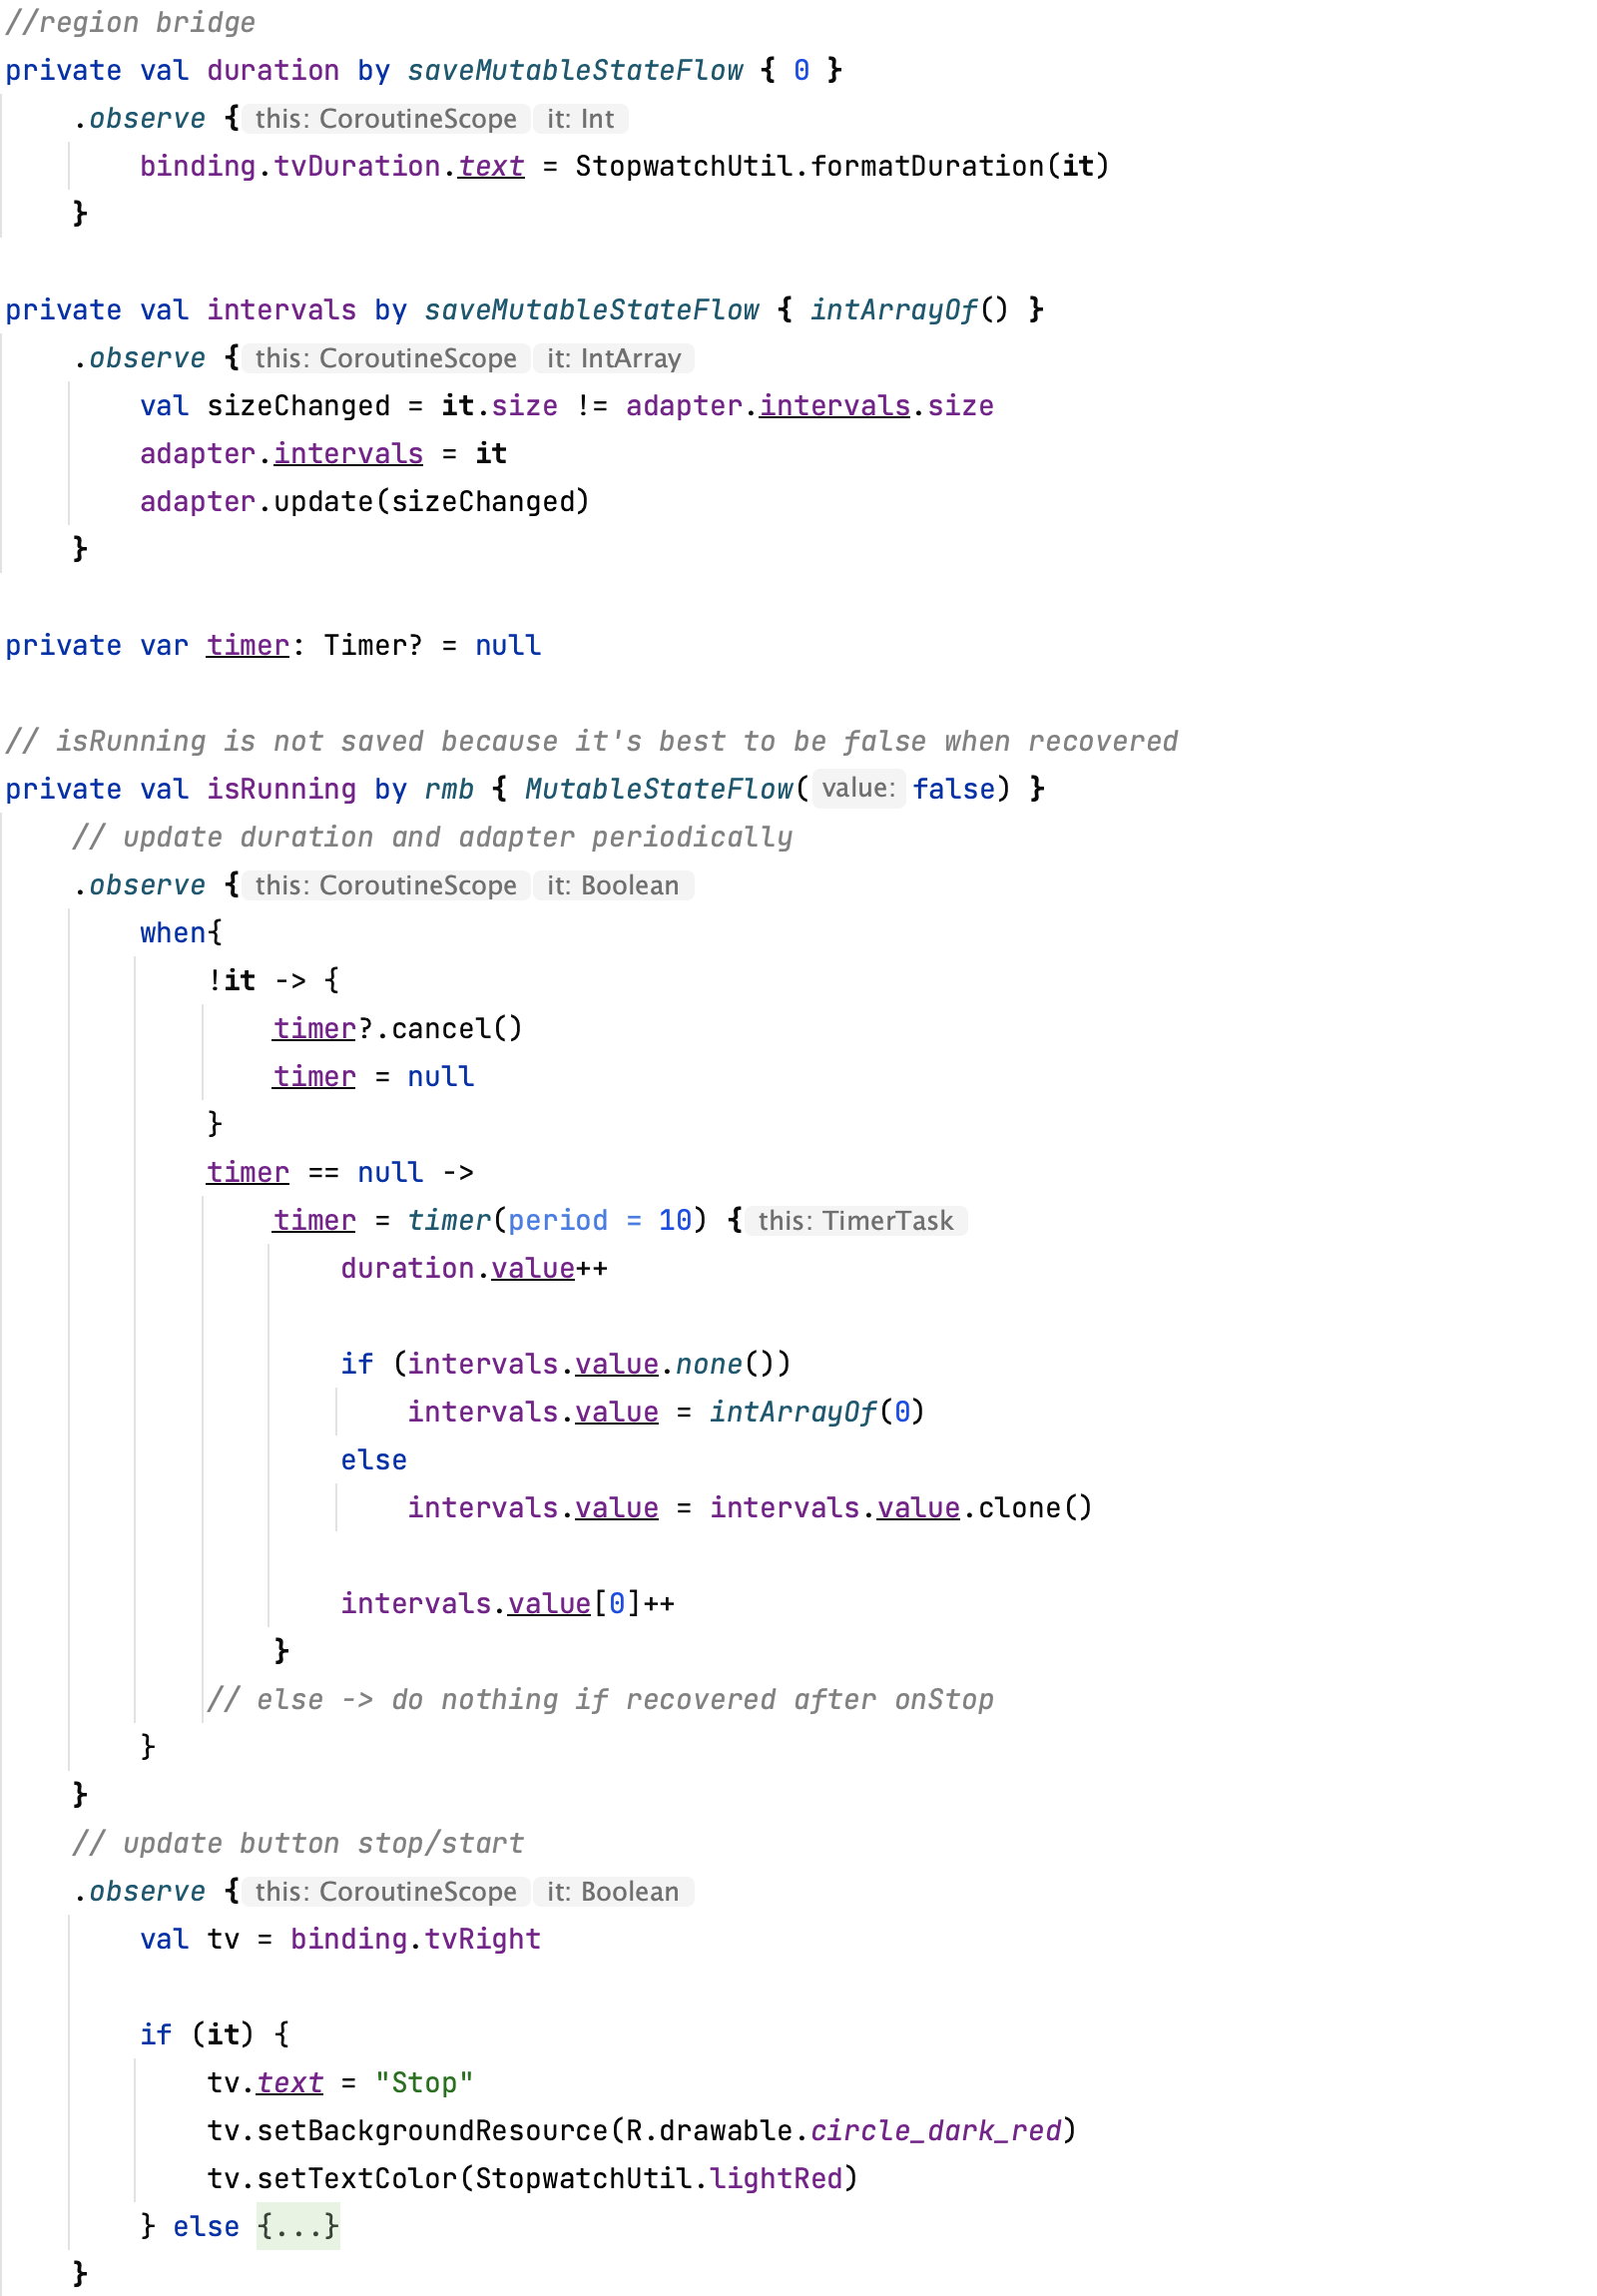 //region bridge
private val duration by saveMutableStateFlow { 0 }
    .observe { this: CoroutineScope it: Int
        binding.tvDuration.text = StopwatchUtil.formatDuration(it)
    }

private val intervals by saveMutableStateFlow { intArrayOf() }
    .observe { this: CoroutineScope it: IntArray
        val sizeChanged = it.size != adapter.intervals.size
        adapter.intervals = it
        adapter.update(sizeChanged)
    }

private var timer: Timer? = null

// isRunning is not saved because it's best to be false when recovered
private val isRunning by rmb { MutableStateFlow( value: false) }
    // update duration and adapter periodically
    .observe { this: CoroutineScope it: Boolean
        when{
            !it -> {
                timer?.cancel()
                timer = null
            }
            timer == null ->
                timer = timer(period = 10) { this: TimerTask
                    duration.value++

                    if (intervals.value.none())
                        intervals.value = intArrayOf(0)
                    else
                        intervals.value = intervals.value.clone()

                    intervals.value[0]++
                }
            // else -> do nothing if recovered after onStop
        }
    }
    // update button stop/start
    .observe { this: CoroutineScope it: Boolean
        val tv = binding.tvRight

        if (it) {
            tv.text = "Stop"
            tv.setBackgroundResource(R.drawable.circle_dark_red)
            tv.setTextColor(StopwatchUtil.lightRed)
        } else {...}
    }